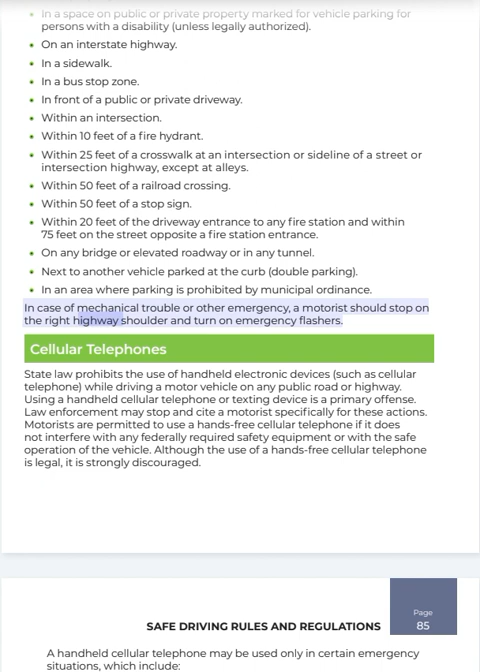 • In a space on public or private property marked for vehicle parking for
persons with a disability (unless legally authorized).
• On an interstate highway.
• In a sidewalk.
• In a bus stop zone.
• In front of a public or private driveway.
• Within an intersection.
• Within 10 feet of a fire hydrant.
• Within 25 feet of a crosswalk at an intersection or sideline of a street or
intersection highway, except at alleys.
• Within 50 feet of a railroad crossing.
• Within 50 feet of a stop sign.
• Within 20 feet of the driveway entrance to any fire station and within
75 feet on the street opposite a fire station entrance.
• On any bridge or elevated roadway or in any tunnel.
• Next to another vehicle parked at the curb (double parking).
• In an area where parking is prohibited by municipal ordinance.
In case of mechanical trouble or other emergency, a motorist should stop on
the right highway shoulder and turn on emergency flashers.
Cellular Telephones
State law prohibits the use of handheld electronic devices (such as cellular
telephone) while driving a motor vehicle on any public road or highway.
Using a handheld cellular telephone or texting device is a primary offense.
Law enforcement may stop and cite a motorist specifically for these actions.
Motorists are permitted to use a hands-free cellular telephone if it does
not interfere with any federally required safety equipment or with the safe
operation of the vehicle. Although the use of a hands-free cellular telephone
is legal, it is strongly discouraged.
Page
SAFE DRIVING RULES AND REGULATIONS 85
A handheld cellular telephone may be used only in certain emergency
situations, which include: